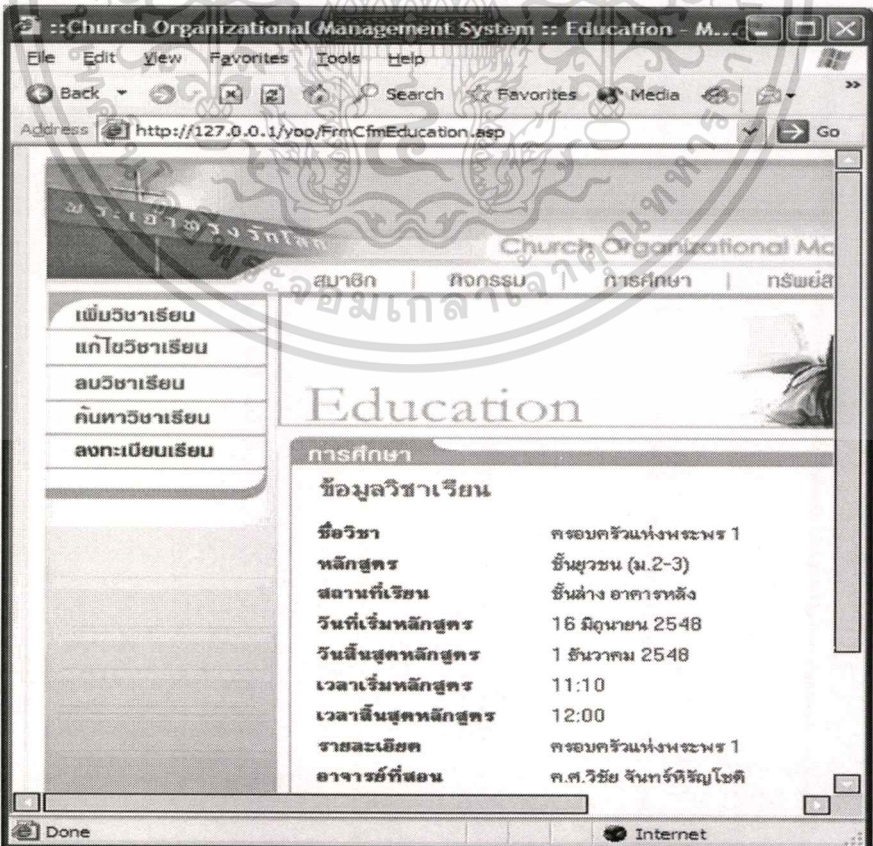 ::Church Organizational Management System :: Education - M...
File Edit View Favorites Tools Help
Back Search Favorites Media »
Address http://127.0.0.1/yoo/FrmCfmEducation.asp Go
พระเจ้าทรงรักโลก
Church Organizational Ma
สมาชิก | กิจกรรม | การศึกษา | ทรัพย์สิ
เพิ่มวิชาเรียน
แก้ไขวิชาเรียน
ลบวิชาเรียน
ค้นหาวิชาเรียน
ลงทะเบียนเรียน
Education
การศึกษา
ข้อมูลวิชาเรียน
ชื่อวิชา ครอบครัวแห่งพระพร 1
หลักสูตร ชั้นยุวชน (ม.2-3)
สถานที่เรียน ชั้นล่าง อาคารหลัง
วันที่เริ่มหลักสูตร 16 มิถุนายน 2548
วันสิ้นสุดหลักสูตร 1 ธันวาคม 2548
เวลาเริ่มหลักสูตร 11:10
เวลาสิ้นสุดหลักสูตร 12:00
รายละเอียด ครอบครัวแห่งพระพร 1
อาจารย์ที่สอน ค.ศ.วิชัย จันทร์หิรัญโชติ
Done Internet